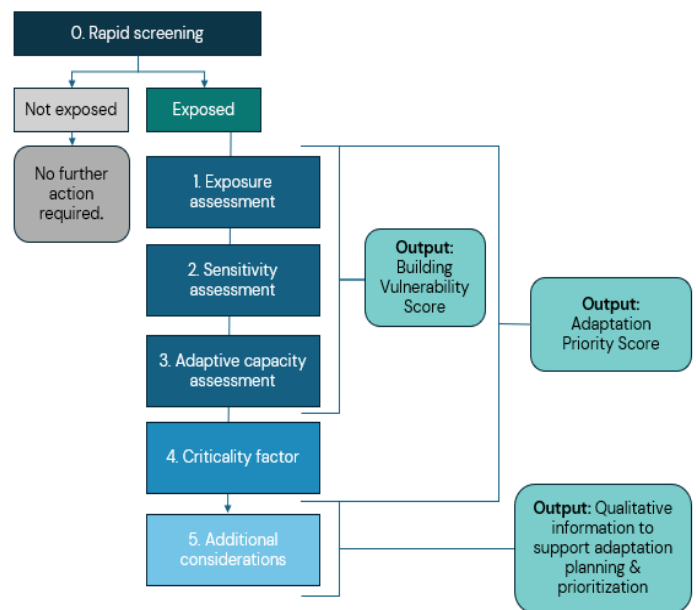 0. Rapid screening
Not exposed
Exposed
No further
action
required.
1. Exposure
assessment
2. Sensitivity
assessment
3. Adaptive capacity
assessment
4. Criticality factor
5. Additional
considerations
Output:
Building
Vulnerability
Score
Output:
Adaptation
Priority Score
Output: Qualitative
information to
support adaptation
planning &
prioritization